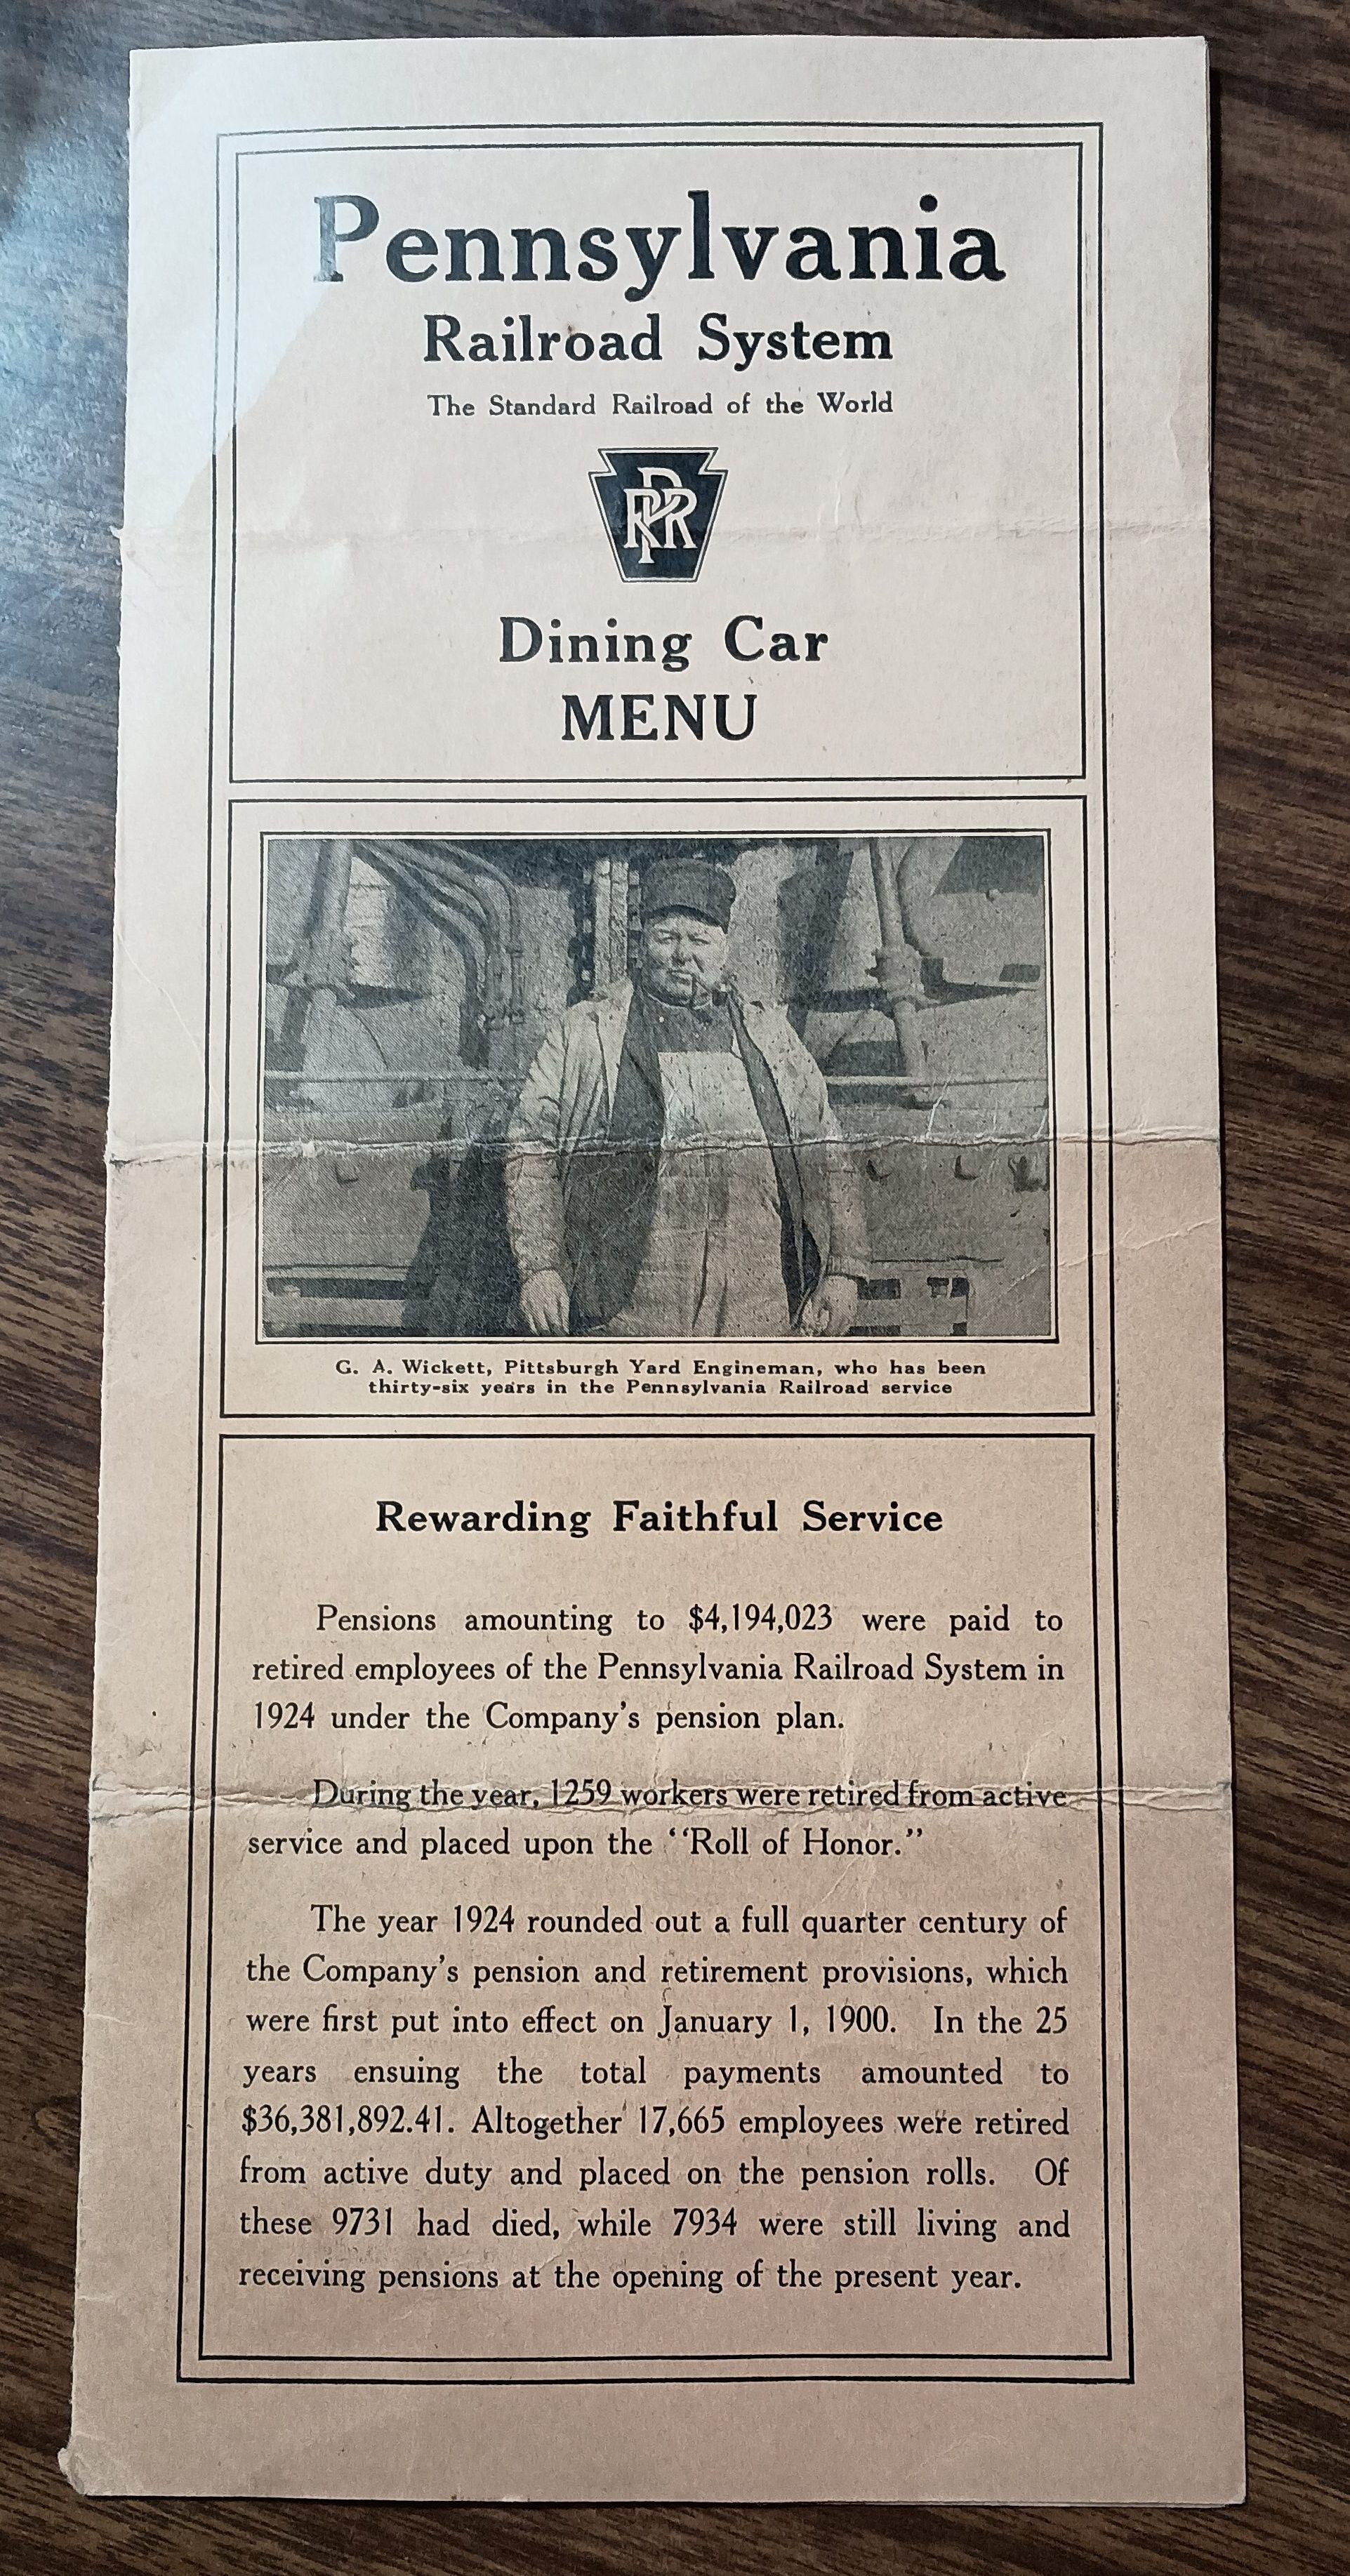 Pennsylvania
Railroad System
The Standard Railroad of the World
PRR
Dining Car
MENU
G. A. Wickett, Pittsburgh Yard Engineman, who has been
thirty-six years in the Pennsylvania Railroad service
Rewarding Faithful Service
Pensions amounting to $4,194,023 were paid to
retired employees of the Pennsylvania Railroad System in
1924 under the Company's pension plan.
During the year, 1259 workers were retired from active
service and placed upon the "Roll of Honor."
The year 1924 rounded out a full quarter century of
the Company's pension and retirement provisions, which
were first put into effect on January 1, 1900. In the 25
years ensuing the total payments amounted to
$36,381,892.41. Altogether 17,665 employees were retired
from active duty and placed on the pension rolls. Of
these 9731 had died, while 7934 were still living and
receiving pensions at the opening of the present year.